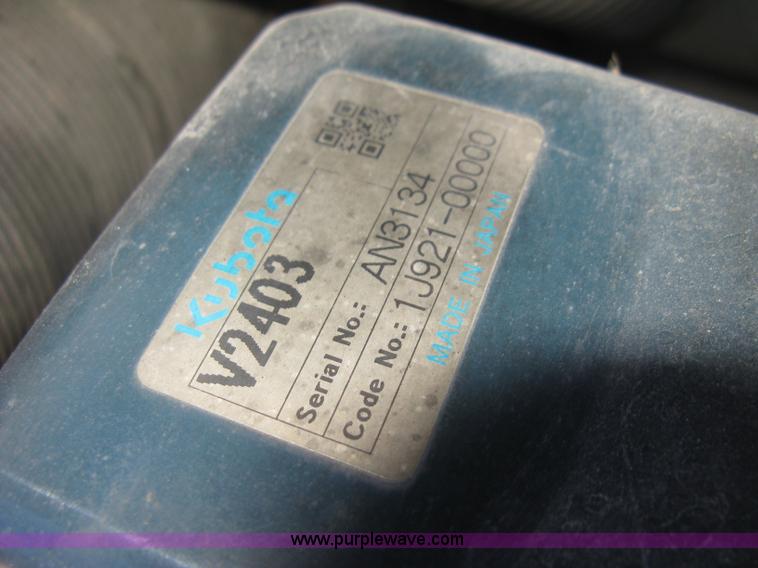 Kubota
V2403
Serial No.: AN3134
Code No.: 1J921-00000
MADE IN JAPAN
www.purplewave.com